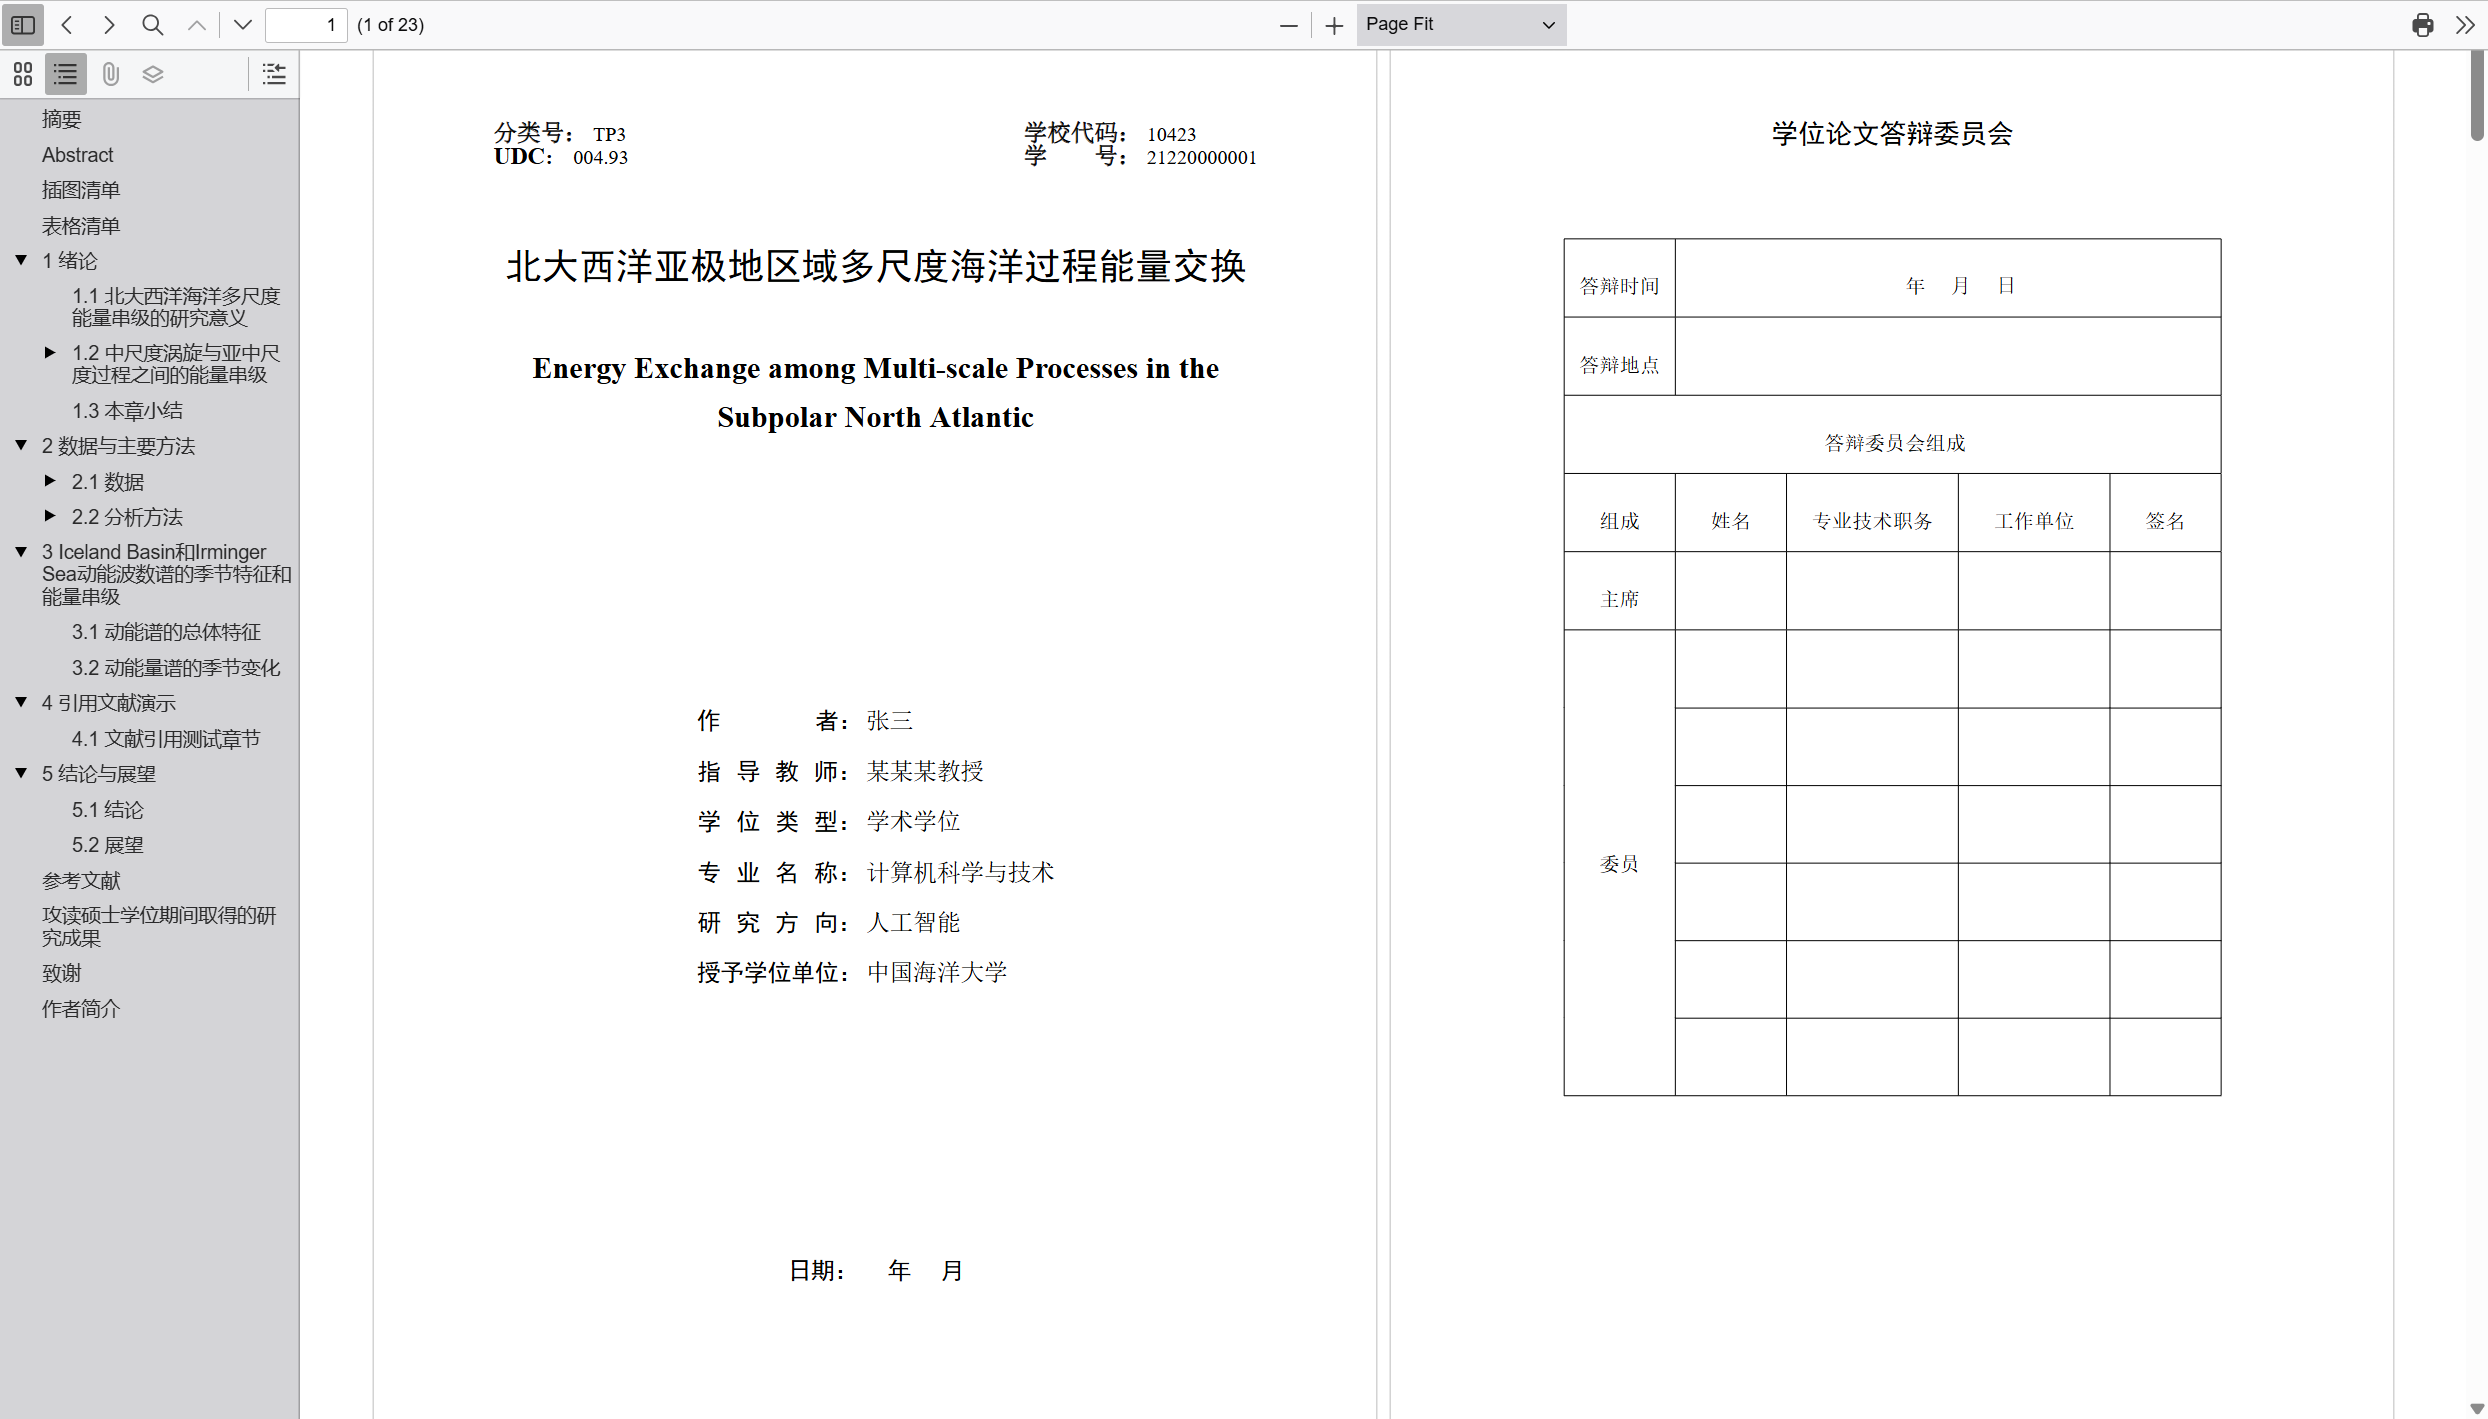 1
(1 of 23)
Page Fit
摘要
Abstract
插图清单
表格清单
1 绪论
1.1 北大西洋海洋多尺度
能量串级的研究意义
1.2 中尺度涡旋与亚中尺
度过程之间的能量串级
1.3 本章小结
2 数据与主要方法
2.1 数据
2.2 分析方法
3 Iceland Basin和Irminger
Sea动能波数谱的季节特征和
能量串级
3.1 动能谱的总体特征
3.2 动能量谱的季节变化
4 引用文献演示
4.1 文献引用测试章节
5 结论与展望
5.1 结论
5.2 展望
参考文献
攻读硕士学位期间取得的研
究成果
致谢
作者简介
分类号： TP3
学校代码： 10423
UDC： 004.93
学 号： 21220000001
北大西洋亚极地区域多尺度海洋过程能量交换
Energy Exchange among Multi-scale Processes in the
Subpolar North Atlantic
作 者：张三
指 导 教 师：某某某教授
学 位 类 型：学术学位
专 业 名 称：计算机科学与技术
研 究 方 向：人工智能
授予学位单位：中国海洋大学
日期： 年 月
学位论文答辩委员会
答辩时间 年 月 日
答辩地点
答辩委员会组成
组成 姓名 专业技术职务 工作单位 签名
主席
委员